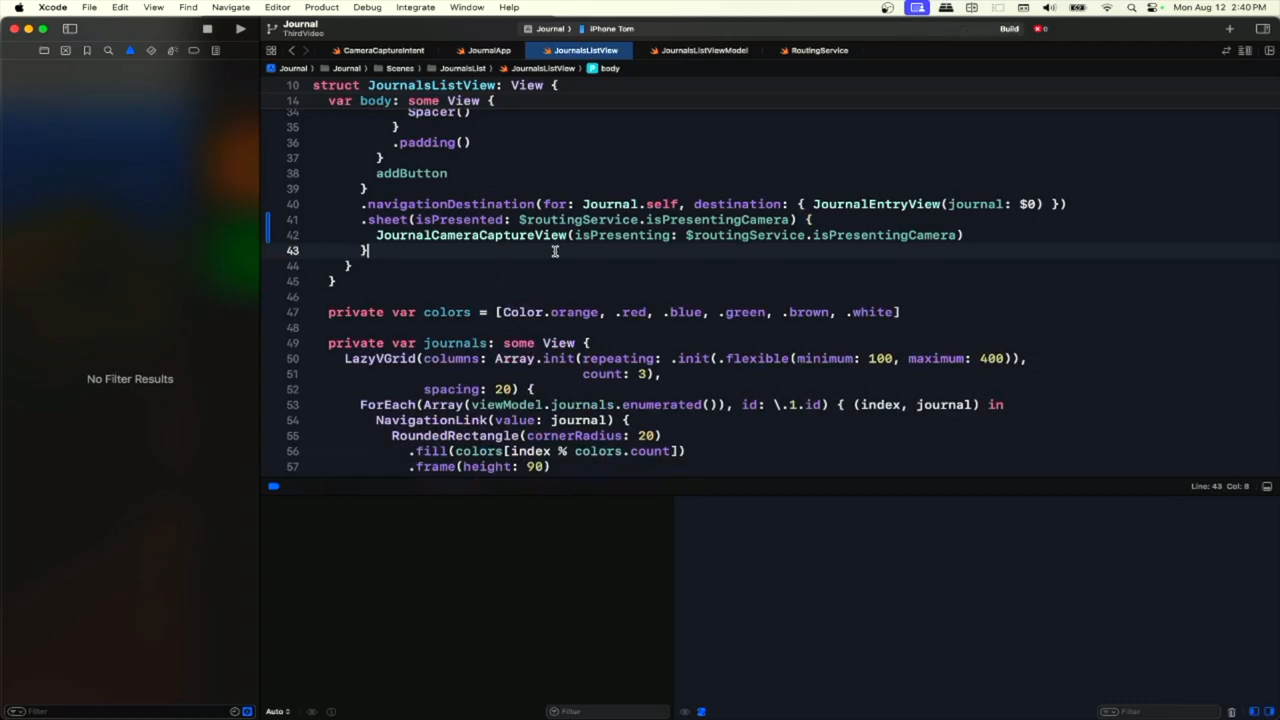 Xcode File Edit View Find Navigate Editor Product Debug Integrate Window Help Mon Aug 12 2:40 PM
Journal
ThirdVideo
Journal 〉 iPhone Tom
Build 0
CameraCaptureIntent JournalApp JournalsListView JournalsListViewModel RoutingService
Journal 〉 Journal 〉 Scenes 〉 JournalsList 〉 JournalsListView 〉 body
10 struct JournalsListView: View {
14 var body: some View {
34 Spacer()
35 }
36 .padding()
37 }
38 addButton
39 }
40 .navigationDestination(for: Journal.self, destination: { JournalEntryView(journal: $0) })
41 .sheet(isPresented: $routingService.isPresentingCamera) {
42 JournalCameraCaptureView(isPresenting: $routingService.isPresentingCamera)
43 }
44 }
45 }
46
47 private var colors = [Color.orange, .red, .blue, .green, .brown, .white]
48
49 private var journals: some View {
50 LazyVGrid(columns: Array.init(repeating: .init(.flexible(minimum: 100, maximum: 400)),
51 count: 3),
52 spacing: 20) {
53 ForEach(Array(viewModel.journals.enumerated()), id: \.1.id) { (index, journal) in
54 NavigationLink(value: journal) {
55 RoundedRectangle(cornerRadius: 20)
56 .fill(colors[index % colors.count])
57 .frame(height: 90)
No Filter Results
Line: 43 Col: 8
Filter
Auto
Filter
Filter